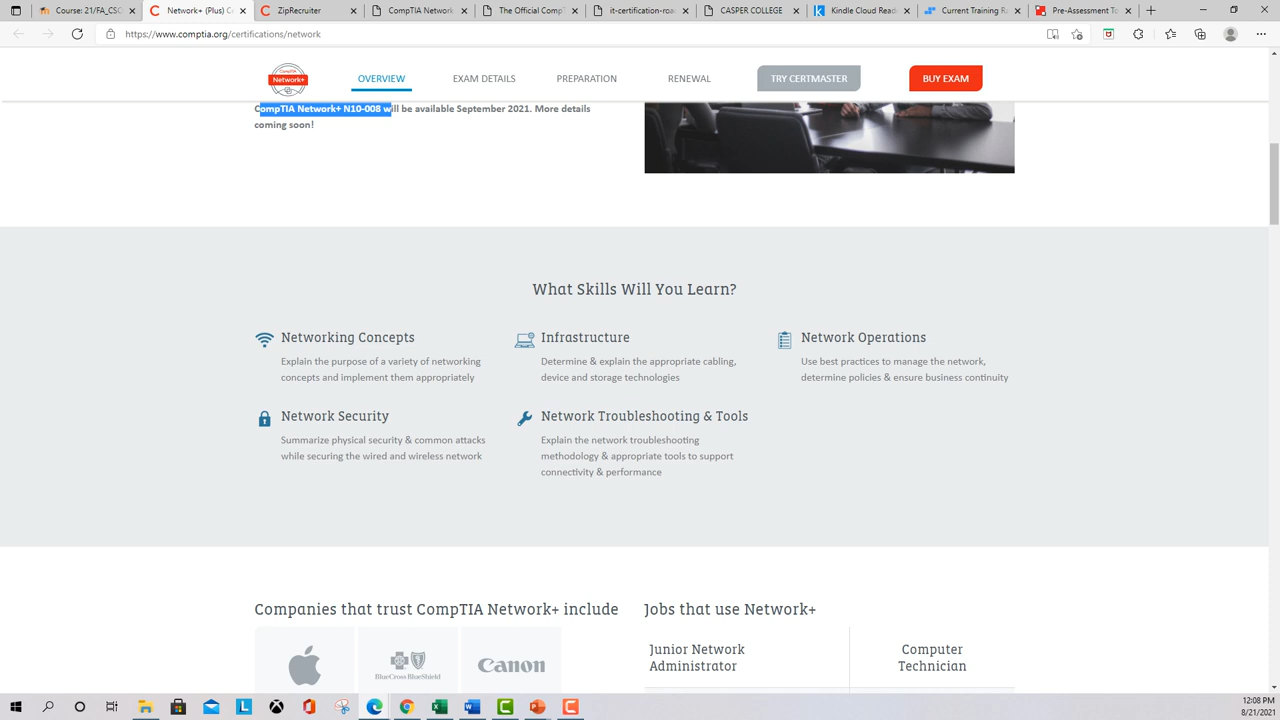 Course: 21/FA_CSC
Network+ (Plus) Ce
ZipRecruiter
CompTIA Network
The Official Comp
it-certification-road
CASPER COLLEGE
Kindle Cloud Reade
Current Training Ro
Pre-Assessment To
https://www.comptia.org/certifications/network
CompTIA
Network+
OVERVIEW
EXAM DETAILS
PREPARATION
RENEWAL
TRY CERTMASTER
BUY EXAM
CompTIA Network+ N10-008 will be available September 2021. More details
coming soon!
What Skills Will You Learn?
Networking Concepts
Explain the purpose of a variety of networking
concepts and implement them appropriately
Infrastructure
Determine & explain the appropriate cabling,
device and storage technologies
Network Operations
Use best practices to manage the network,
determine policies & ensure business continuity
Network Security
Summarize physical security & common attacks
while securing the wired and wireless network
Network Troubleshooting & Tools
Explain the network troubleshooting
methodology & appropriate tools to support
connectivity & performance
Companies that trust CompTIA Network+ include
BlueCross BlueShield
Canon
Jobs that use Network+
Junior Network
Administrator
Computer
Technician
12:08 PM
8/21/2021